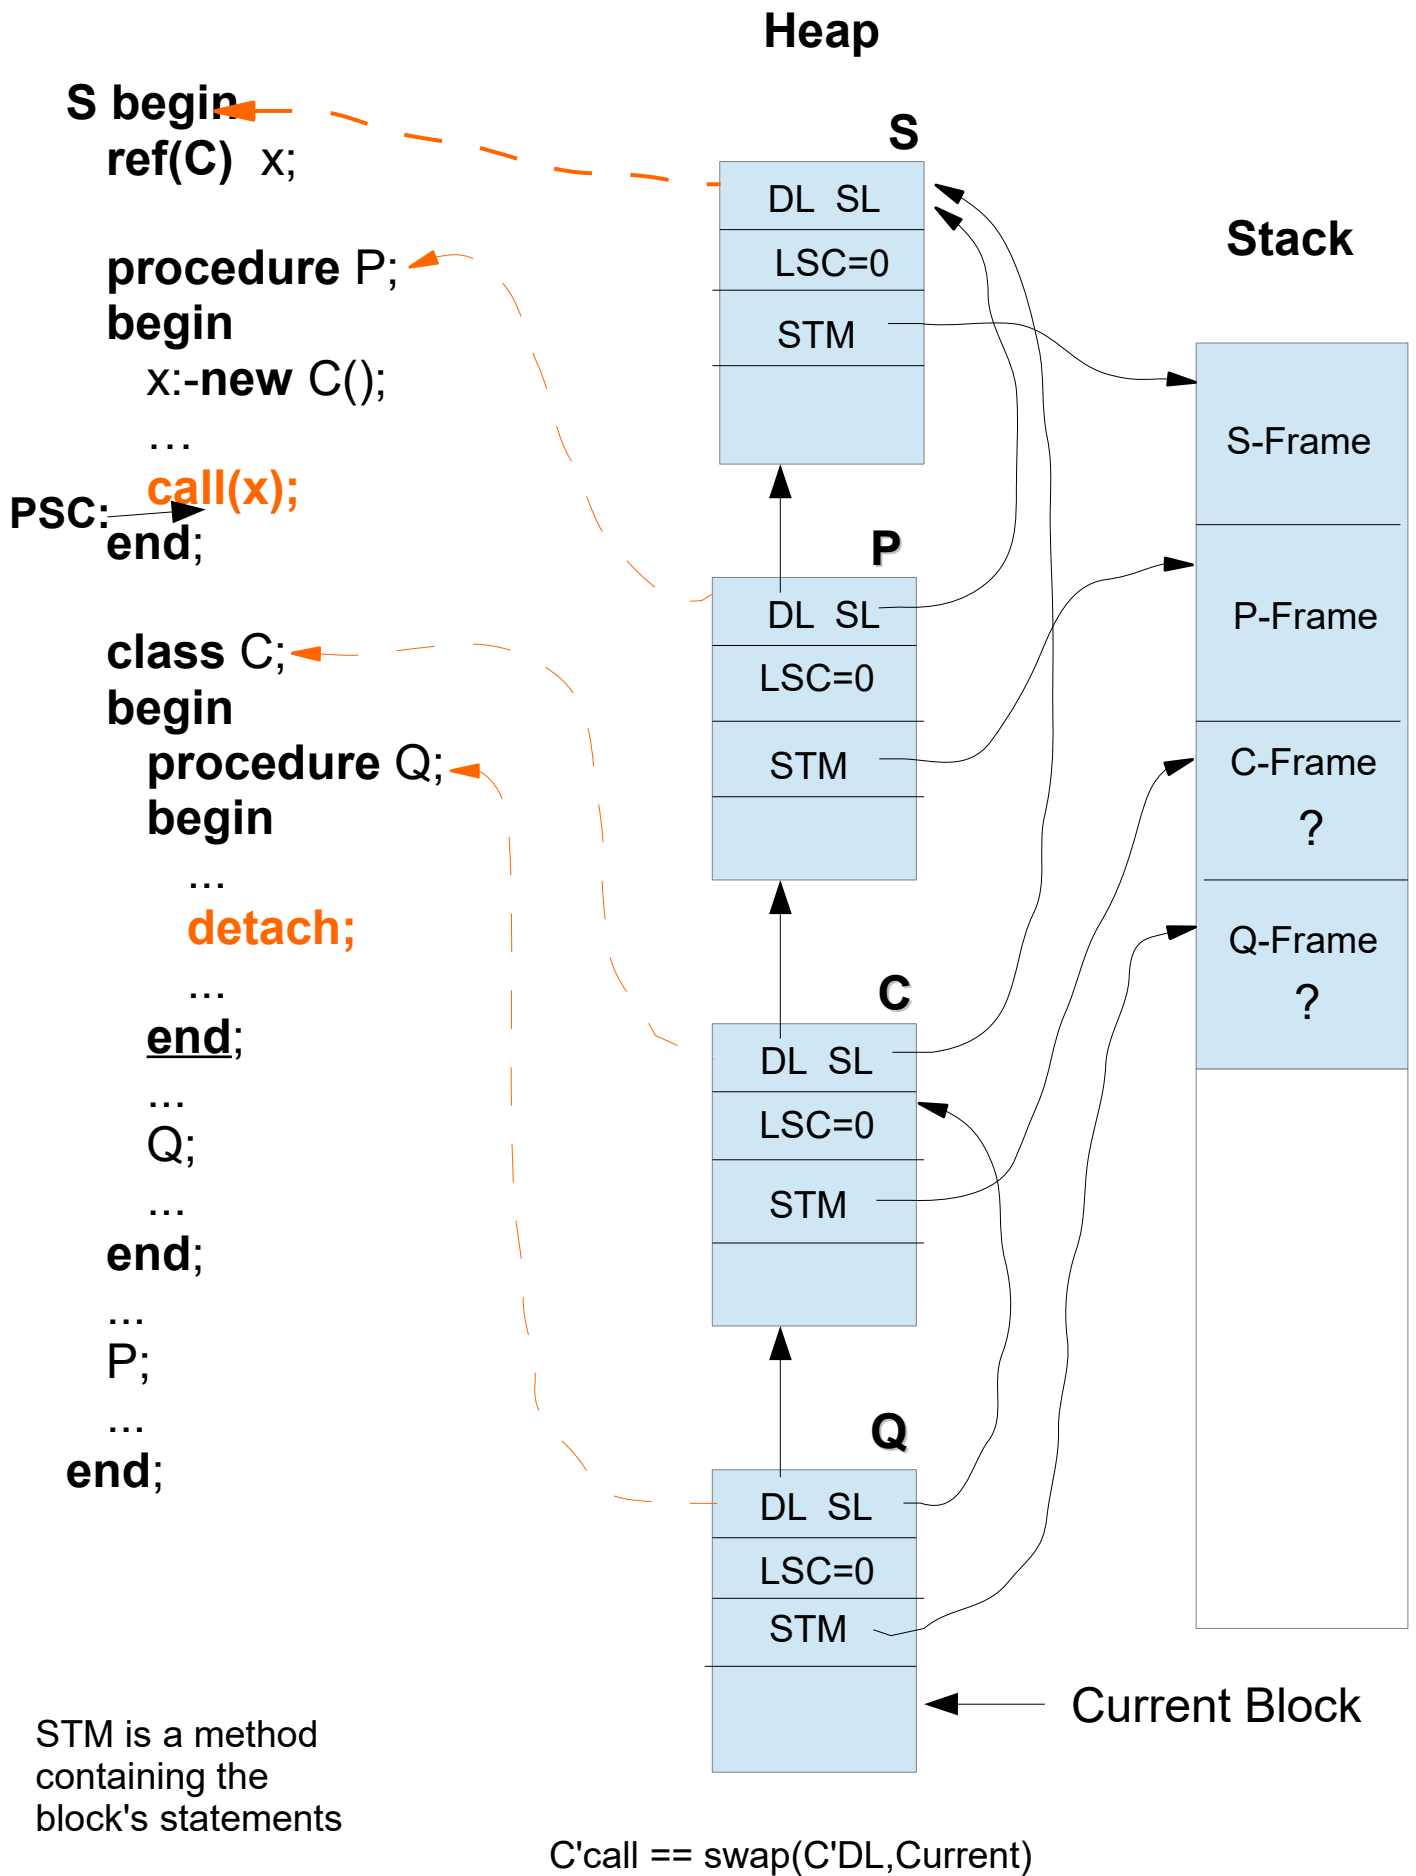 Heap
S begin
ref(C) x;
procedure P;
begin
x:-new C();
...
call(x);
PSC:
end;
class C;
begin
procedure Q;
begin
...
detach;
...
end;
...
Q;
...
end;
...
P;
...
end;
STM is a method
containing the
block's statements
S
DL SL
LSC=0
STM
P
DL SL
LSC=0
STM
C
DL SL
LSC=0
STM
Q
DL SL
LSC=0
STM
Stack
S-Frame
P-Frame
C-Frame
?
Q-Frame
?
Current Block
C'call == swap(C'DL,Current)